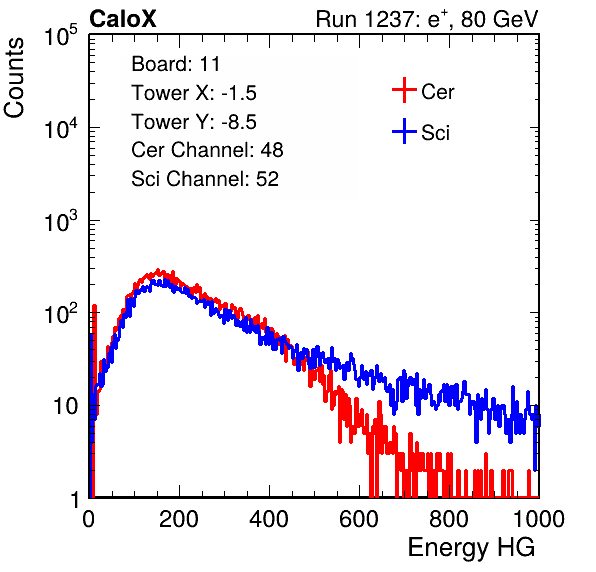 CaloX Run 1237: e⁺, 80 GeV
Counts
Board: 11
Tower X: -1.5
Tower Y: -8.5
Cer Channel: 48
Sci Channel: 52
Cer
Sci
10⁵
10⁴
10³
10²
10
1
0 200 400 600 800 1000
Energy HG